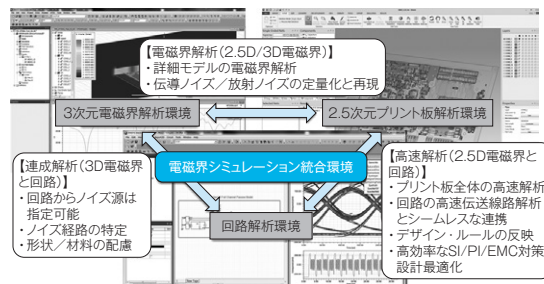 【電磁界解析(2.5D/3D電磁界)】
・詳細モデルの電磁界解析
・伝導ノイズ／放射ノイズの定量化と再現
3次元電磁界解析環境
2.5次元プリント板解析環境
【連成解析(3D電磁界
と回路)】
・回路からノイズ源は
指定可能
・ノイズ経路の特定
・形状／材料の配慮
電磁界シミュレーション統合環境
回路解析環境
【高速解析(2.5D電磁界と
回路)】
・プリント板全体の高速解析
・回路の高速伝送線路解析
とシームレスな連携
・デザイン・ルールの反映
・高効率なSI/PI/EMC対策
設計最適化